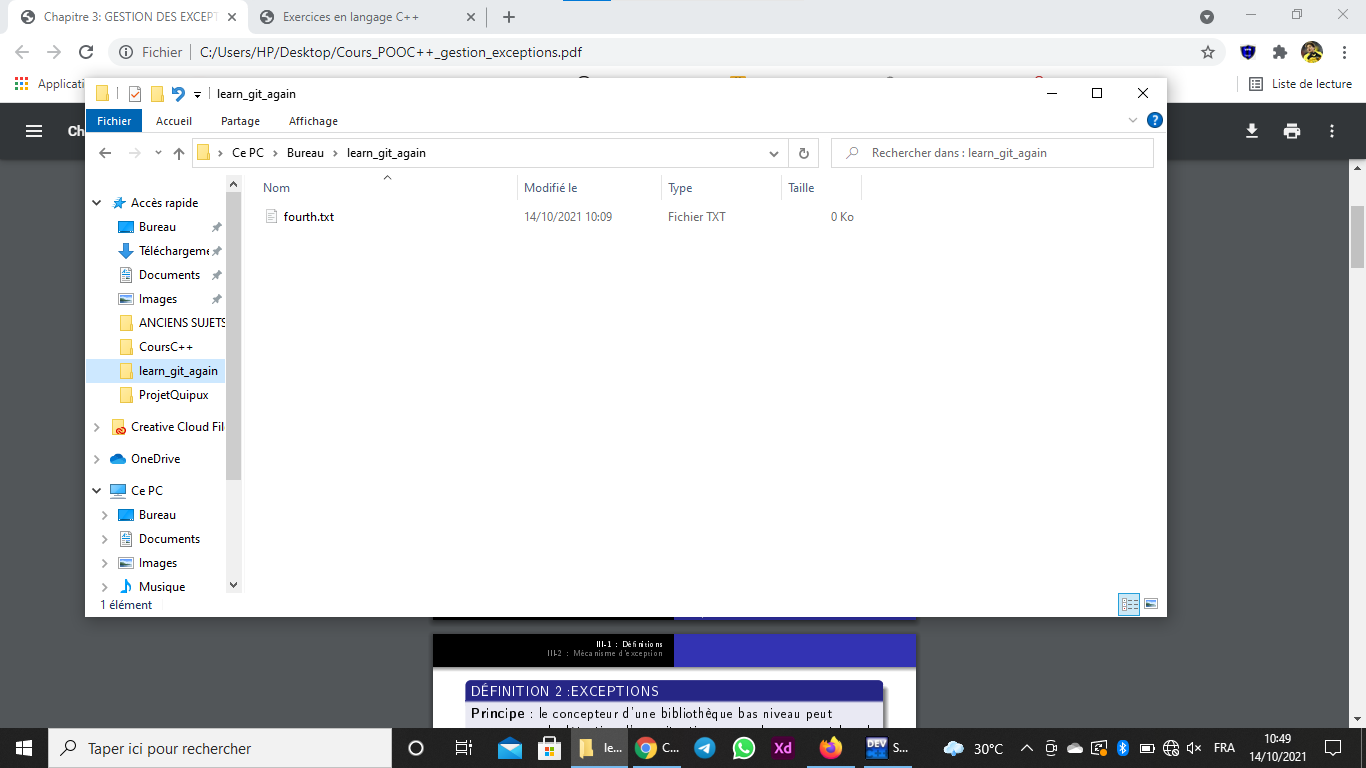 Chapitre 3: GESTION DES EXCEPT
Exercices en langage C++
Fichier
C:/Users/HP/Desktop/Cours_POOC++_gestion_exceptions.pdf
Applicati
Liste de lecture
Ch
learn_git_again
Fichier
Accueil
Partage
Affichage
Ce PC
Bureau
learn_git_again
Rechercher dans : learn_git_again
Nom
Modifié le
Type
Taille
fourth.txt
14/10/2021 10:09
Fichier TXT
0 Ko
Accès rapide
Bureau
Téléchargeme
Documents
Images
ANCIENS SUJETS
CoursC++
learn_git_again
ProjetQuipux
Creative Cloud Fil
OneDrive
Ce PC
Bureau
Documents
Images
Musique
1 élément
III-1 : Définitions
III-2 : Mécanisme d'exception
DÉFINITION 2 :EXCEPTIONS
Principe : le concepteur d'une bibliothèque bas niveau peut
Taper ici pour rechercher
le...
C...
Xd
DEV
S...
30°C
FRA
10:49
14/10/2021